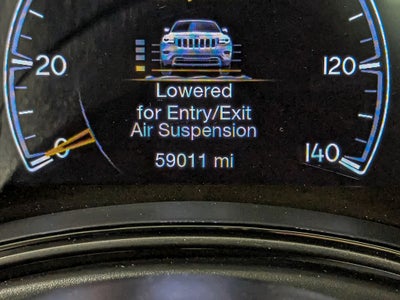 20
120
Lowered
for Entry/Exit
Air Suspension
0
59011 mi
140